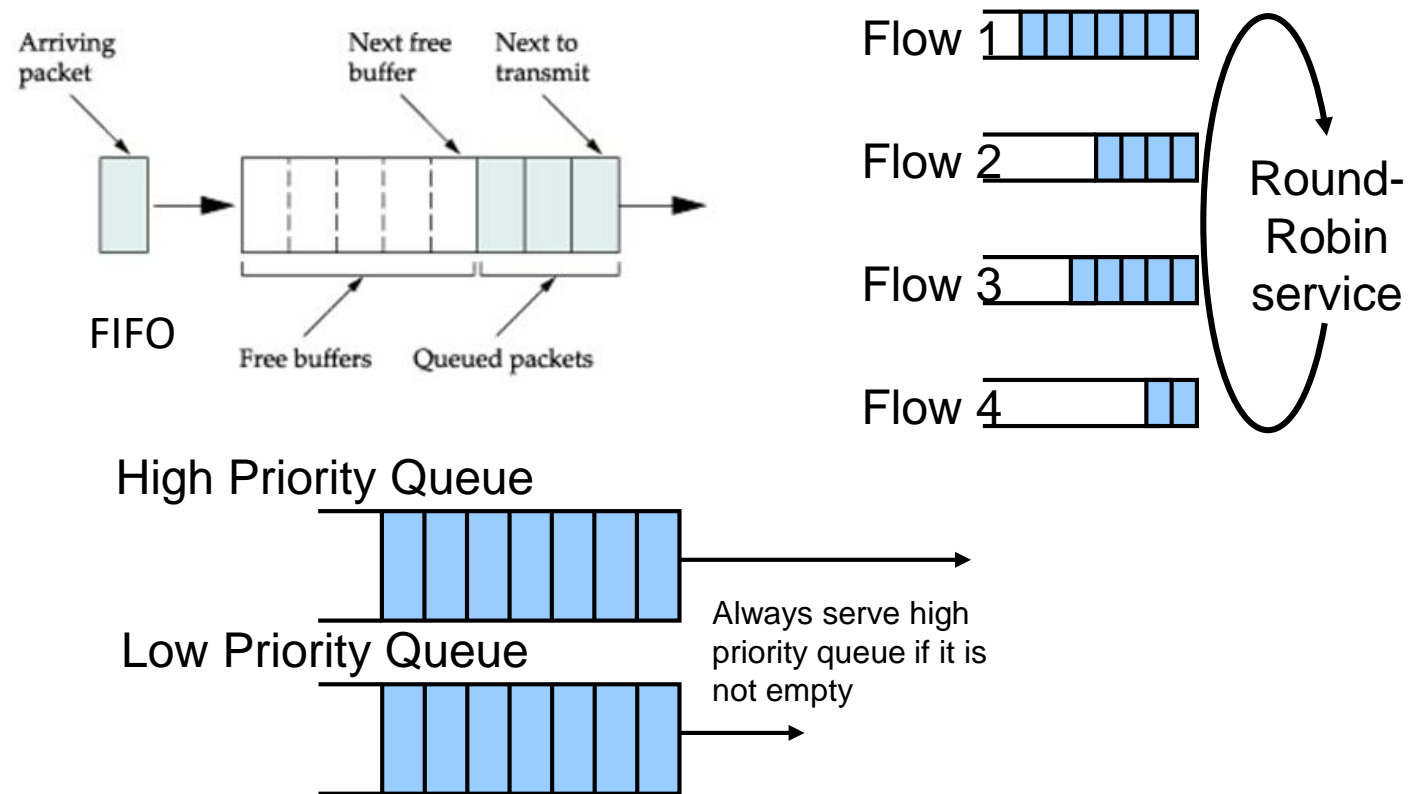 Arriving
packet
Next free
buffer
Next to
transmit
FIFO
Free buffers
Queued packets
Flow 1
Flow 2
Flow 3
Flow 4
Round-
Robin
service
High Priority Queue
Low Priority Queue
Always serve high
priority queue if it is
not empty